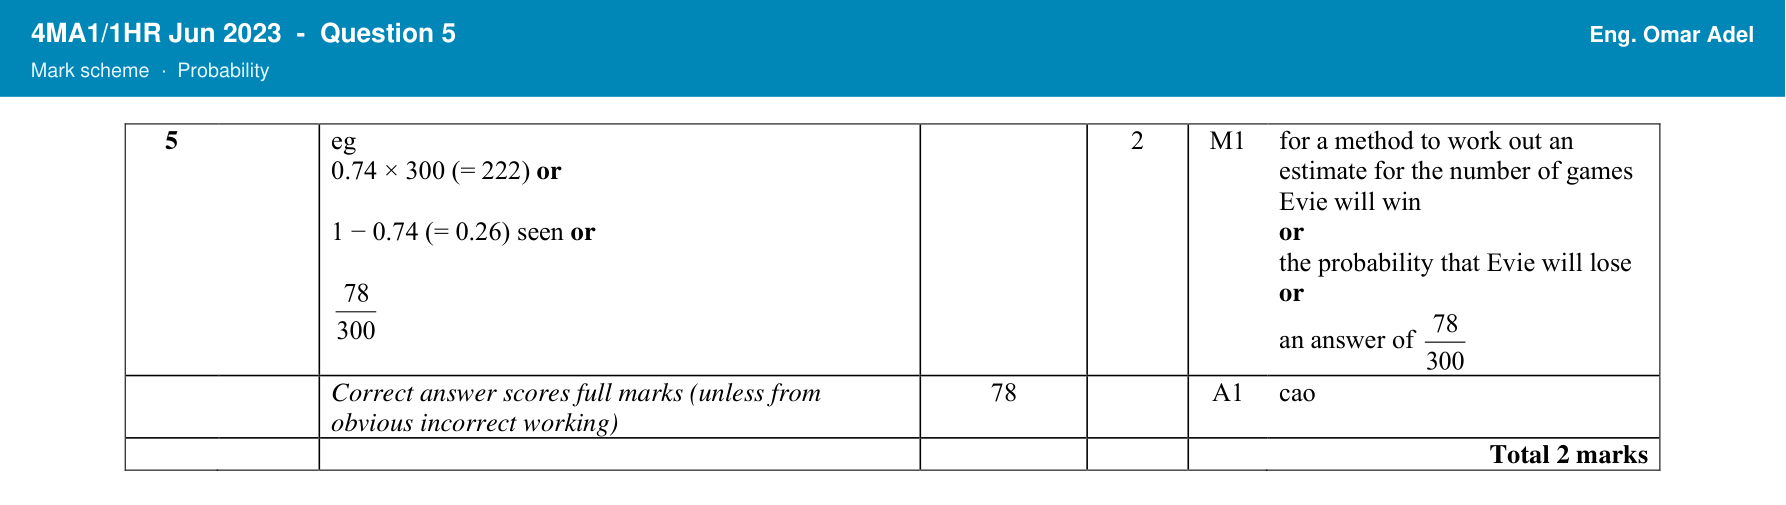 4MA1/1HR Jun 2023 - Question 5
Eng. Omar Adel
Mark scheme · Probability
5
eg
0.74 × 300 (= 222) or
1 − 0.74 (= 0.26) seen or
78
300
2
M1
for a method to work out an
estimate for the number of games
Evie will win
or
the probability that Evie will lose
or
an answer of 78
300
Correct answer scores full marks (unless from
obvious incorrect working)
78
A1
cao
Total 2 marks